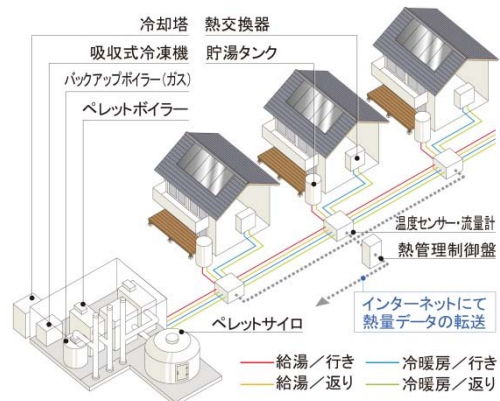 冷却塔 熱交換器
吸収式冷凍機 貯湯タンク
バックアップボイラー(ガス)
ペレットボイラー
温度センサー・流量計
熱管理制御盤
インターネットにて
熱量データの転送
ペレットサイロ
給湯/行き 冷暖房/行き
給湯/返り 冷暖房/返り